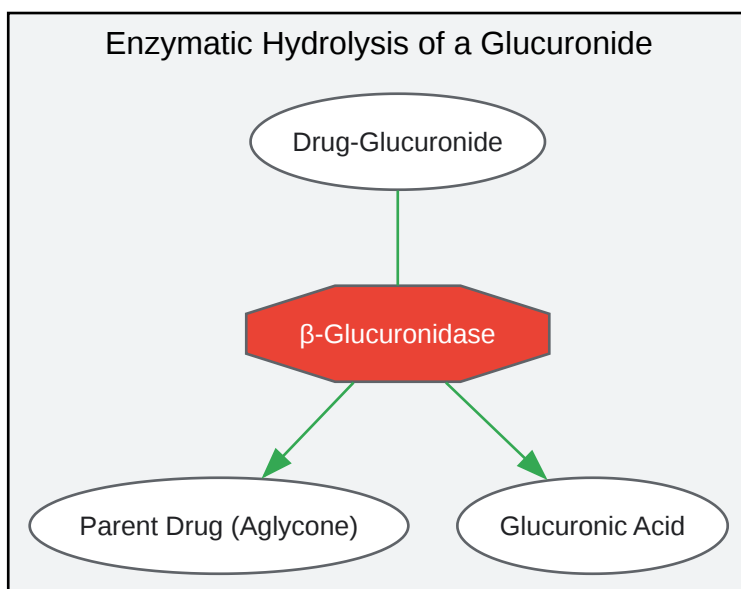 Enzymatic Hydrolysis of a Glucuronide
Drug-Glucuronide
β-Glucuronidase
Parent Drug (Aglycone)
Glucuronic Acid